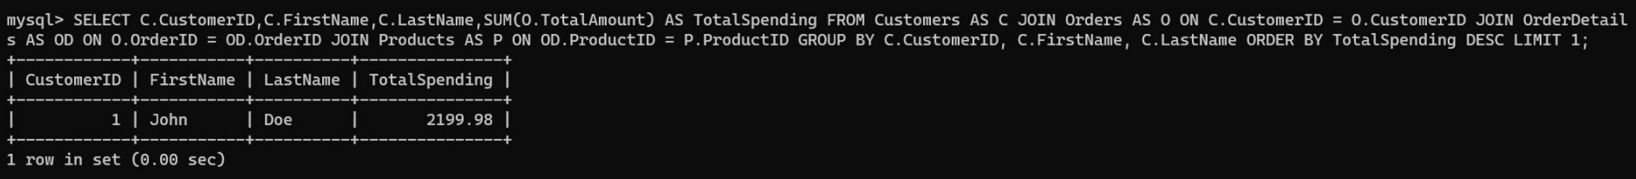 mysql> SELECT C.CustomerID,C.FirstName,C.LastName,SUM(O.TotalAmount) AS TotalSpending FROM Customers AS C JOIN Orders AS O ON C.CustomerID = O.CustomerID JOIN OrderDetail
s AS OD ON O.OrderID = OD.OrderID JOIN Products AS P ON OD.ProductID = P.ProductID GROUP BY C.CustomerID, C.FirstName, C.LastName ORDER BY TotalSpending DESC LIMIT 1;
+------------+-----------+----------+---------------+
| CustomerID | FirstName | LastName | TotalSpending |
+------------+-----------+----------+---------------+
|          1 | John      | Doe      |       2199.98 |
+------------+-----------+----------+---------------+
1 row in set (0.00 sec)